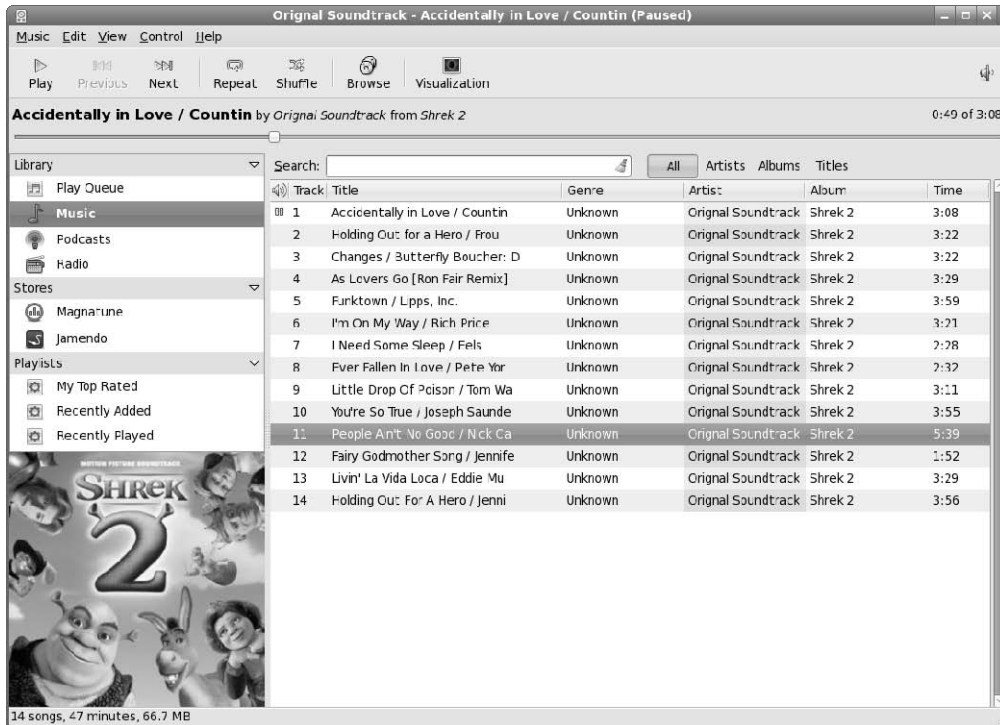 Orignal Soundtrack - Accidentally in Love / Countin (Paused)
Music Edit View Control Help
Play Previous Next Repeat Shuffle Browse Visualization
Accidentally in Love / Countin by Orignal Soundtrack from Shrek 2 0:49 of 3:08
Library
Play Queue
Music
Podcasts
Radio
Stores
Magnatune
Jamendo
Playlists
My Top Rated
Recently Added
Recently Played
MOTION PICTURE SOUNDTRACK
SHREK
2
Search: All Artists Albums Titles
Track Title Genre Artist Album Time
1 Accidentally in Love / Countin Unknown Orignal Soundtrack Shrek 2 3:08
2 Holding Out for a Hero / Frou Unknown Orignal Soundtrack Shrek 2 3:22
3 Changes / Butterfly Boucher: D Unknown Orignal Soundtrack Shrek 2 3:22
4 As Lovers Go [Ron Fair Remix] Unknown Orignal Soundtrack Shrek 2 3:29
5 Funktown / Lipps, Inc. Unknown Orignal Soundtrack Shrek 2 3:59
6 I'm On My Way / Rich Price Unknown Orignal Soundtrack Shrek 2 3:21
7 I Need Some Sleep / Eels Unknown Orignal Soundtrack Shrek 2 2:28
8 Ever Fallen In Love / Pete Yor Unknown Orignal Soundtrack Shrek 2 2:32
9 Little Drop Of Poison / Tom Wa Unknown Orignal Soundtrack Shrek 2 3:11
10 You're So True / Joseph Saunde Unknown Orignal Soundtrack Shrek 2 3:55
11 People Ain't No Good / Nick Ca Unknown Orignal Soundtrack Shrek 2 5:39
12 Fairy Godmother Song / Jennife Unknown Orignal Soundtrack Shrek 2 1:52
13 Livin' La Vida Loca / Eddie Mu Unknown Orignal Soundtrack Shrek 2 3:29
14 Holding Out For A Hero / Jenni Unknown Orignal Soundtrack Shrek 2 3:56
14 songs, 47 minutes, 66.7 MB